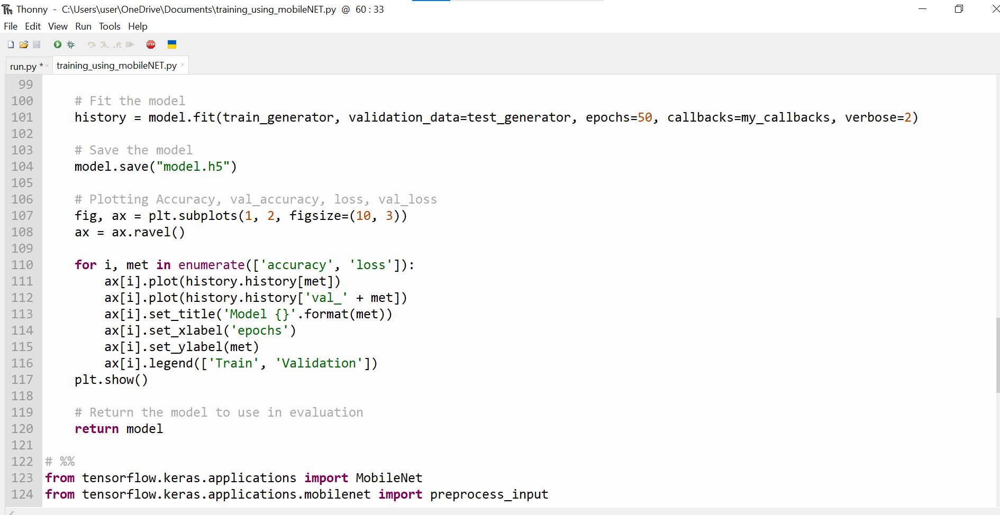 Thonny - C:\Users\user\OneDrive\Documents\training_using_mobileNET.py @ 60 : 33
File Edit View Run Tools Help
STOP
run.py * × training_using_mobileNET.py ×
99
100     # Fit the model
101     history = model.fit(train_generator, validation_data=test_generator, epochs=50, callbacks=my_callbacks, verbose=2)
102
103     # Save the model
104     model.save("model.h5")
105
106     # Plotting Accuracy, val_accuracy, loss, val_loss
107     fig, ax = plt.subplots(1, 2, figsize=(10, 3))
108     ax = ax.ravel()
109
110     for i, met in enumerate(['accuracy', 'loss']):
111         ax[i].plot(history.history[met])
112         ax[i].plot(history.history['val_' + met])
113         ax[i].set_title('Model {}'.format(met))
114         ax[i].set_xlabel('epochs')
115         ax[i].set_ylabel(met)
116         ax[i].legend(['Train', 'Validation'])
117     plt.show()
118
119     # Return the model to use in evaluation
120     return model
121
122 # %%
123 from tensorflow.keras.applications import MobileNet
124 from tensorflow.keras.applications.mobilenet import preprocess_input